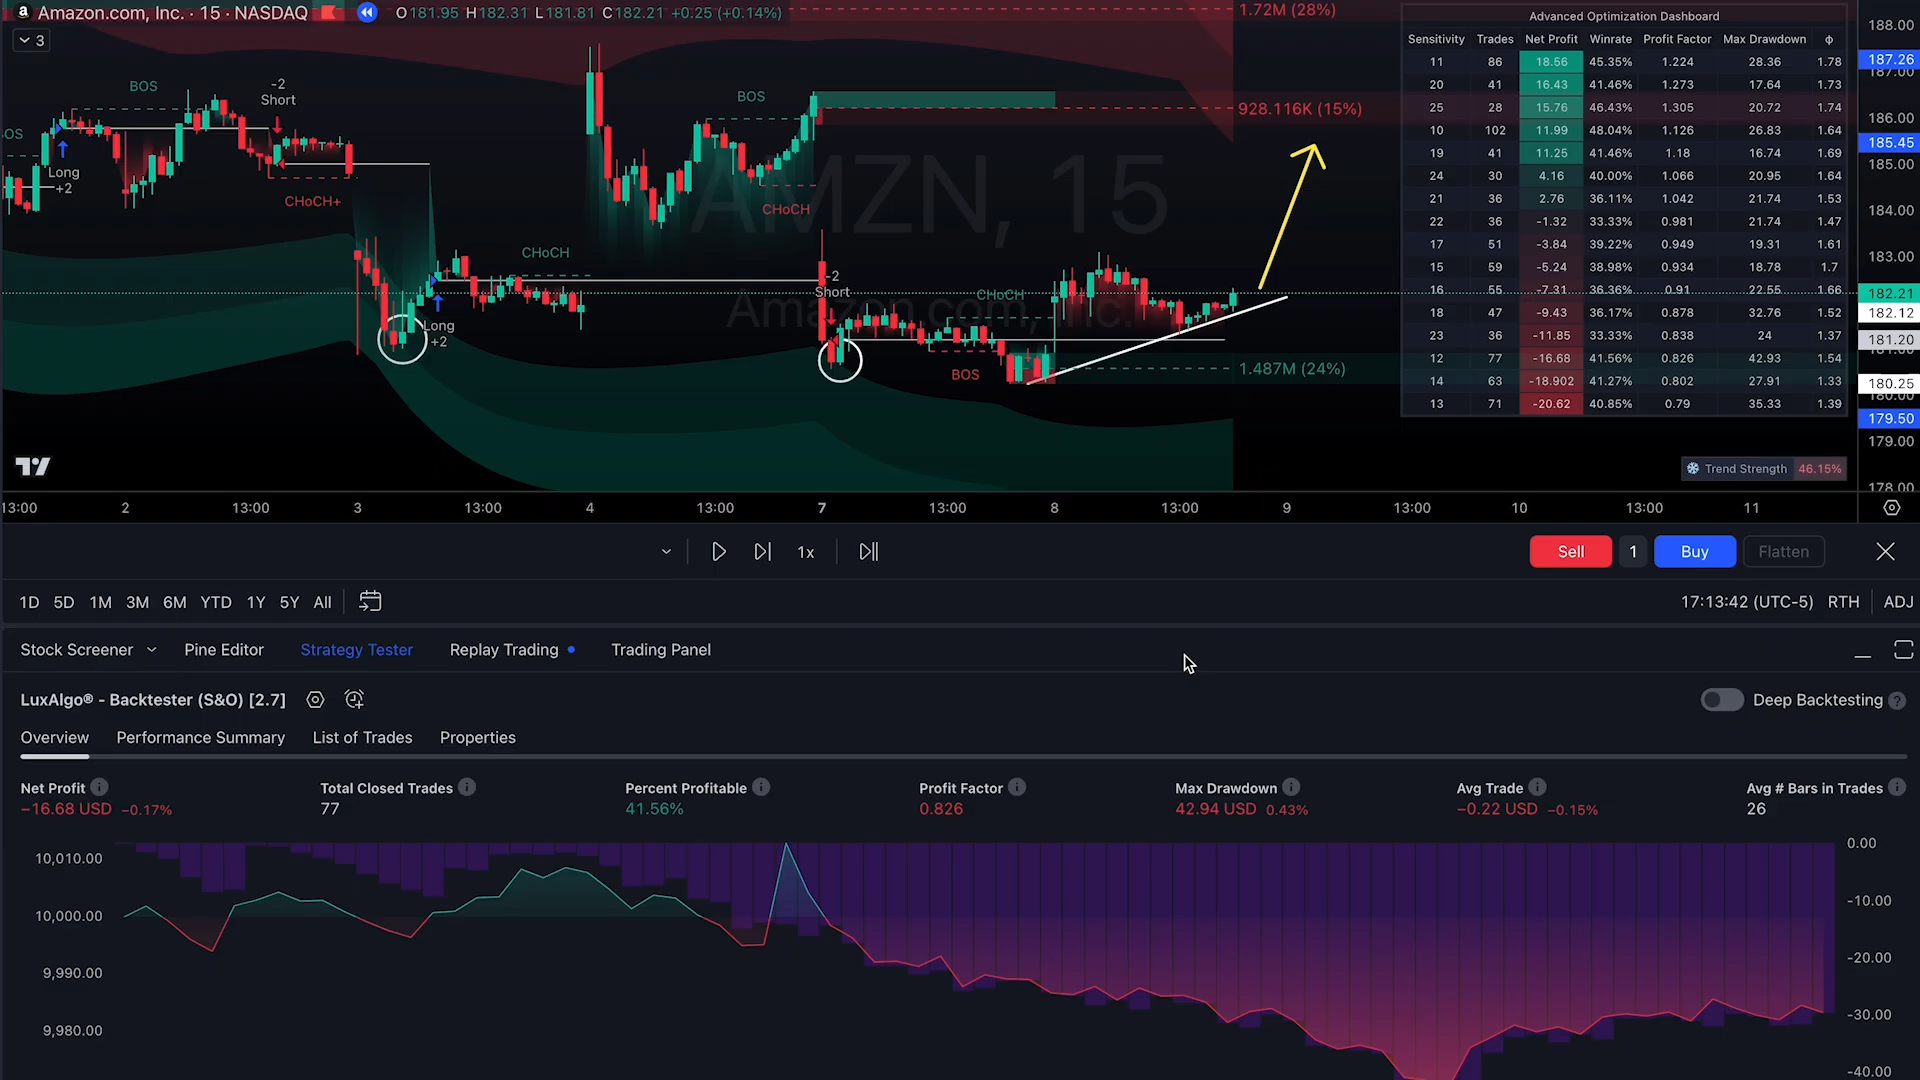 Amazon.com, Inc. · 15 · NASDAQ O181.95 H182.31 L181.81 C182.21 +0.25 (+0.14%)
3
BOS
-2
Short
OS
Long
+2
CHoCH+
CHoCH
Long
+2
BOS
CHoCH
-2
Short
CHoCH
BOS
AMZN, 15
Amazon.com, Inc.
1.72M (28%)
928.116K (15%)
1.487M (24%)
Advanced Optimization Dashboard
Sensitivity Trades Net Profit Winrate Profit Factor Max Drawdown ϕ
11 86 18.56 45.35% 1.224 28.36 1.78
20 41 16.43 41.46% 1.273 17.64 1.73
25 28 15.76 46.43% 1.305 20.72 1.74
10 102 11.99 48.04% 1.126 26.83 1.64
19 41 11.25 41.46% 1.18 16.74 1.69
24 30 4.16 40.00% 1.066 20.95 1.64
21 36 2.76 36.11% 1.042 21.74 1.53
22 36 -1.32 33.33% 0.981 21.74 1.47
17 51 -3.84 39.22% 0.949 19.31 1.61
15 59 -5.24 38.98% 0.934 18.78 1.7
16 55 -7.31 36.36% 0.91 22.55 1.66
18 47 -9.43 36.17% 0.878 32.76 1.52
23 36 -11.85 33.33% 0.838 24 1.37
12 77 -16.68 41.56% 0.826 42.93 1.54
14 63 -18.902 41.27% 0.802 27.91 1.33
13 71 -20.62 40.85% 0.79 35.33 1.39
Trend Strength 46.15%
188.00
187.26
187.00
186.00
185.45
185.00
184.00
183.00
182.21
182.12
181.20
181.00
180.25
180.00
179.50
179.00
178.00
13:00 2 13:00 3 13:00 4 13:00 7 13:00 8 13:00 9 13:00 10 13:00 11
1x Sell 1 Buy Flatten
1D 5D 1M 3M 6M YTD 1Y 5Y All 17:13:42 (UTC-5) RTH ADJ
Stock Screener Pine Editor Strategy Tester Replay Trading Trading Panel
LuxAlgo® - Backtester (S&O) [2.7] Deep Backtesting ?
Overview Performance Summary List of Trades Properties
Net Profit Total Closed Trades Percent Profitable Profit Factor Max Drawdown Avg Trade Avg # Bars in Trades
−16.68 USD −0.17% 77 41.56% 0.826 42.94 USD 0.43% −0.22 USD −0.15% 26
10,010.00
10,000.00
9,990.00
9,980.00
0.00
-10.00
-20.00
-30.00
-40.00